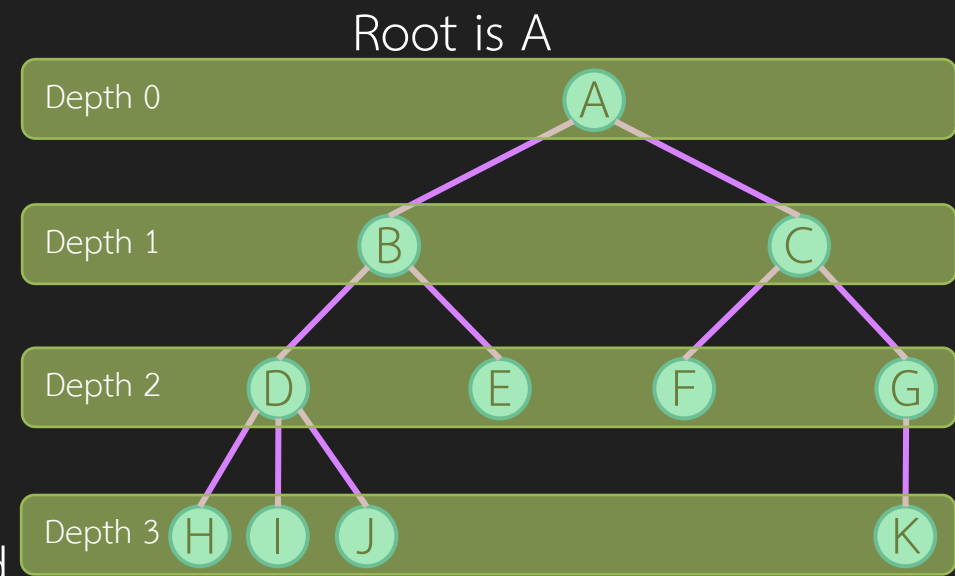 Root is A
Depth 0 A
Depth 1 B C
Depth 2 D E F G
Depth 3 H I J K